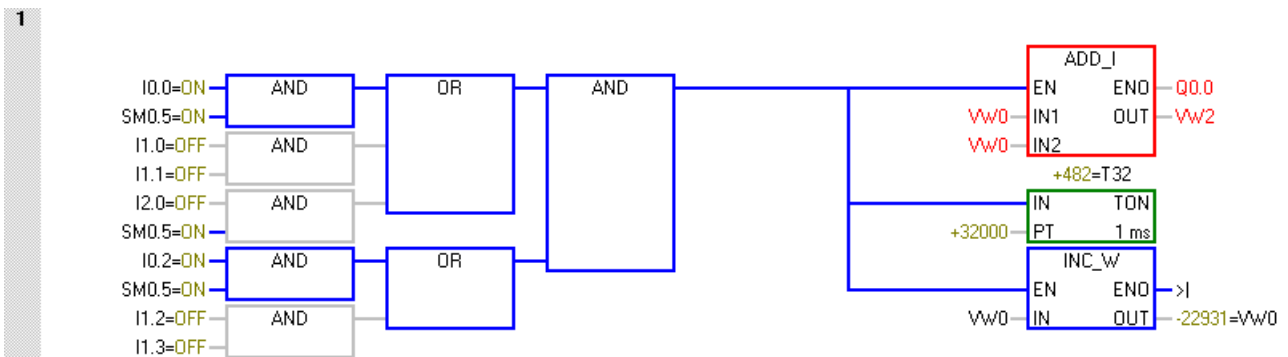 1
ADD_I
I0.0=ON AND OR AND EN ENO Q0.0
SM0.5=ON VW0 IN1 OUT VW2
I1.0=OFF AND VW0 IN2
I1.1=OFF +482=T32
I2.0=OFF AND IN TON
SM0.5=ON +32000 PT 1 ms
I0.2=ON AND OR INC_W
SM0.5=ON EN ENO >I
I1.2=OFF AND VW0 IN OUT -22931=VW0
I1.3=OFF